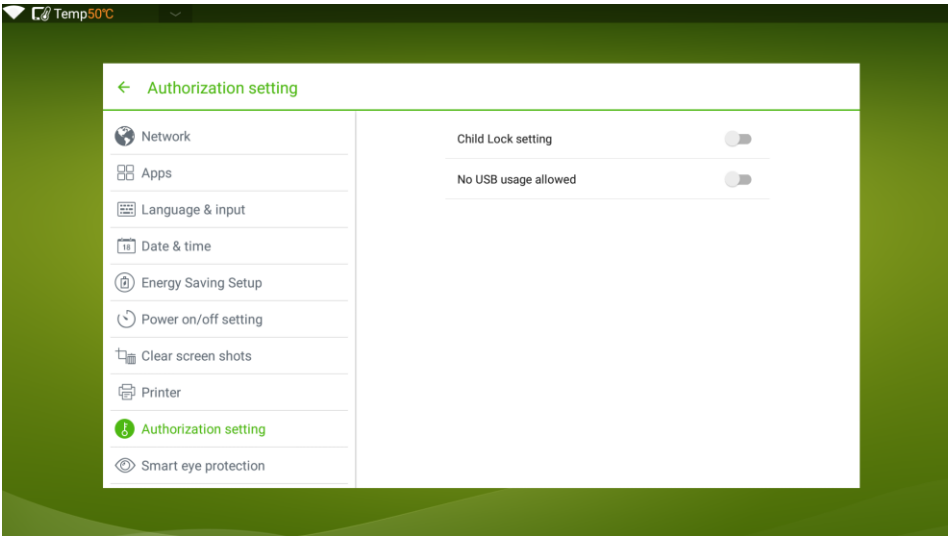 Temp50℃
Authorization setting
Network
Apps
Language & input
18
Date & time
Energy Saving Setup
Power on/off setting
Clear screen shots
Printer
Authorization setting
Smart eye protection
Child Lock setting
No USB usage allowed